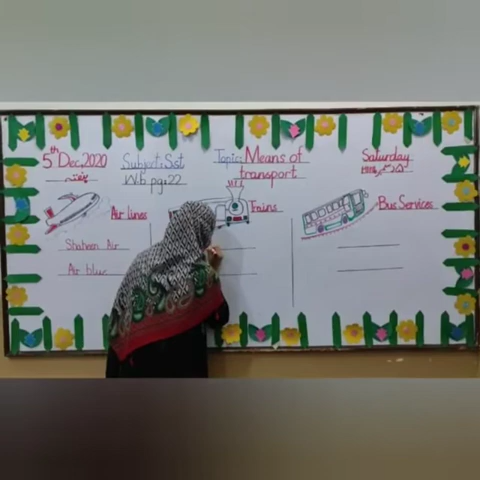 5th Dec, 2020
Subject: Sst
W.b pg: 22
Topic: Means of
transport
Saturday
Air lines
Shaheen Air
Air blue
Trains
Bus Services